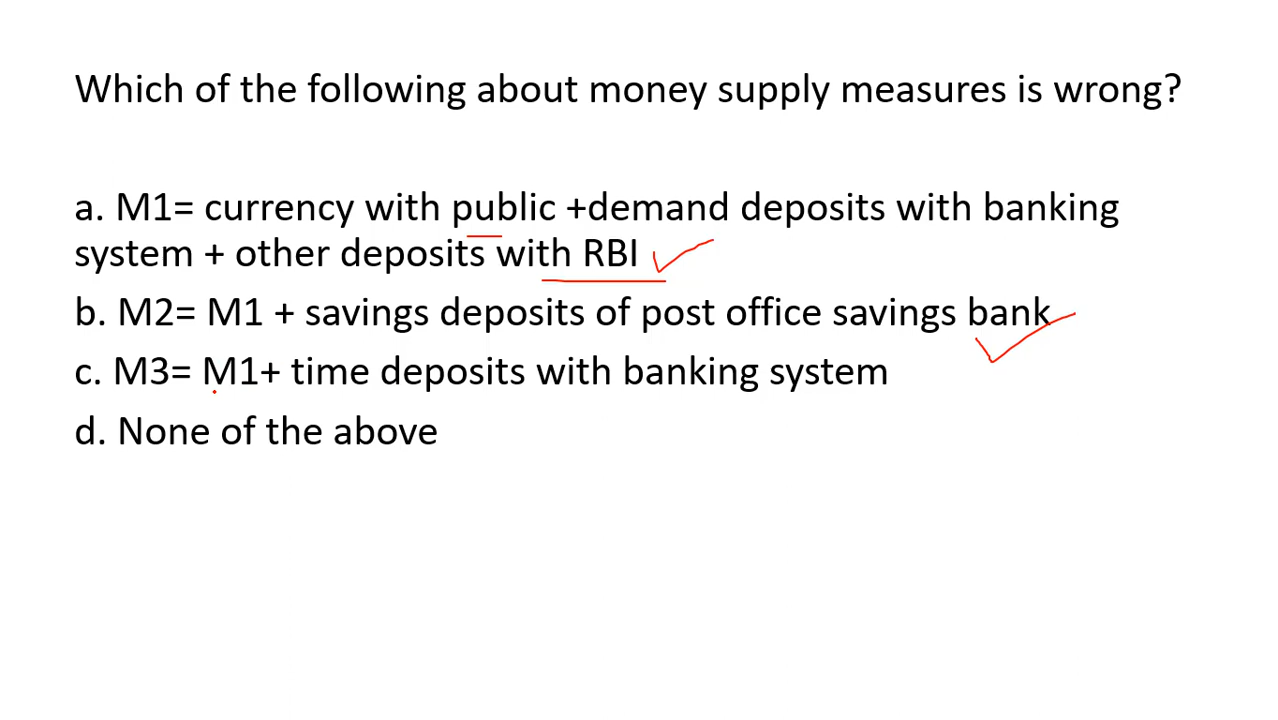 Which of the following about money supply measures is wrong?
a. M1= currency with public +demand deposits with banking
system + other deposits with RBI
b. M2= M1 + savings deposits of post office savings bank
c. M3= M1+ time deposits with banking system
d. None of the above